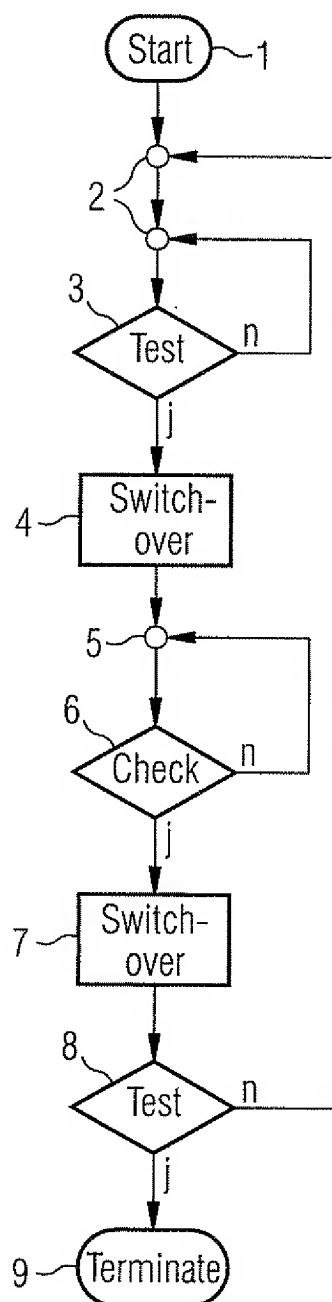 Start 1
2
3
Test n
j
4 Switch-
over
5
6
Check n
j
7 Switch-
over
8
Test n
j
9 Terminate